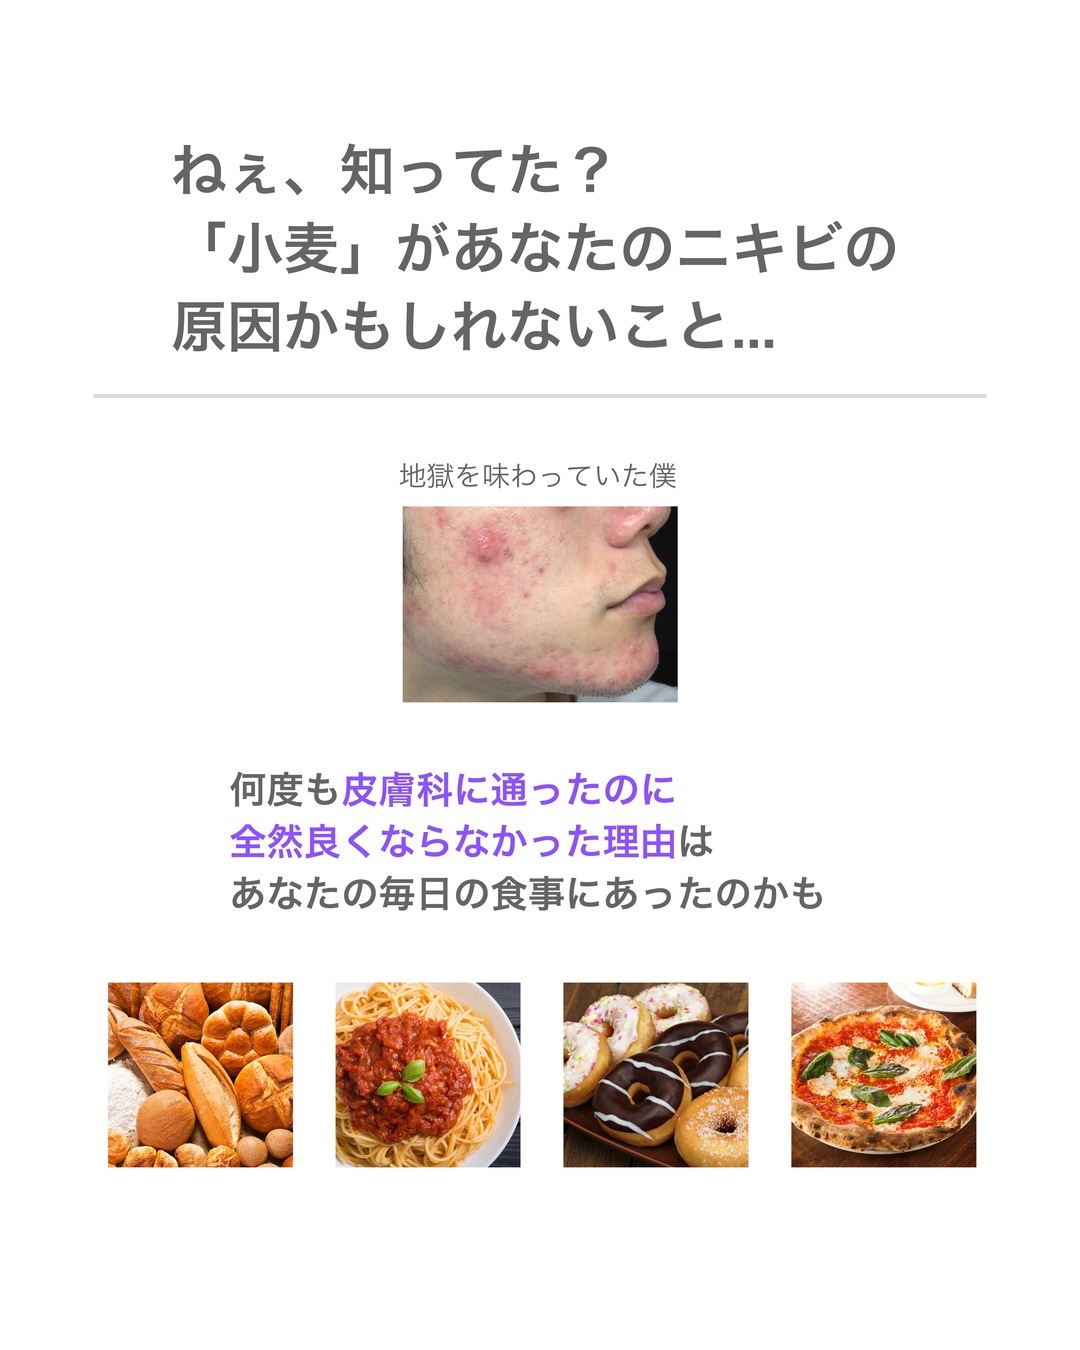 ねぇ、知ってた？
「小麦」があなたのニキビの
原因かもしれないこと...
地獄を味わっていた僕
何度も皮膚科に通ったのに
全然良くならなかった理由は
あなたの毎日の食事にあったのかも